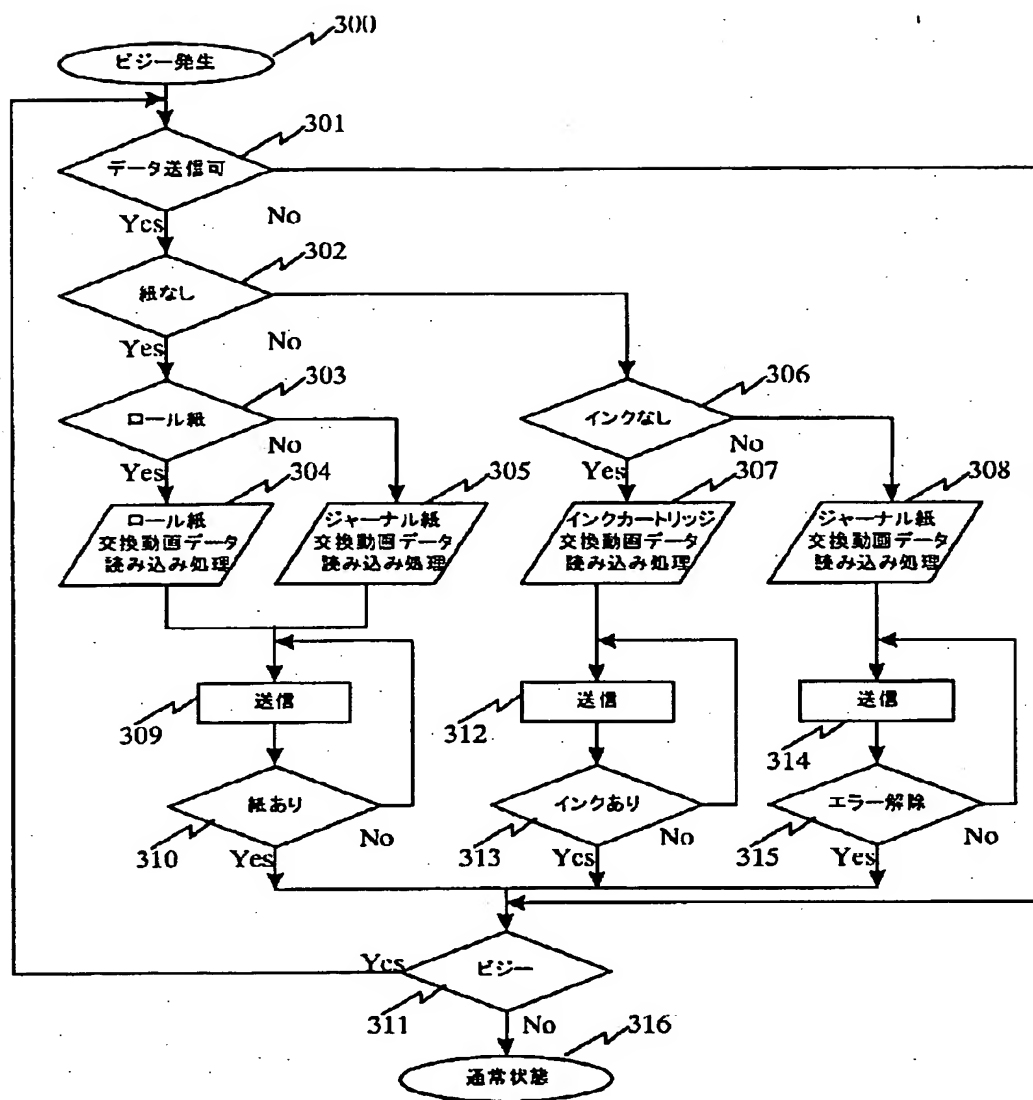 300
ビジー発生
301
データ送信可
Yes
No
302
紙なし
Yes
No
303
ロール紙
Yes
No
306
インクなし
Yes
No
304
ロール紙
交換動画データ
読み込み処理
305
ジャーナル紙
交換動画データ
読み込み処理
307
インクカートリッジ
交換動画データ
読み込み処理
308
ジャーナル紙
交換動画データ
読み込み処理
送信
309
送信
312
送信
314
紙あり
310
Yes
No
インクあり
313
Yes
No
エラー解除
315
Yes
No
ビジー
Yes
311
No
316
通常状態